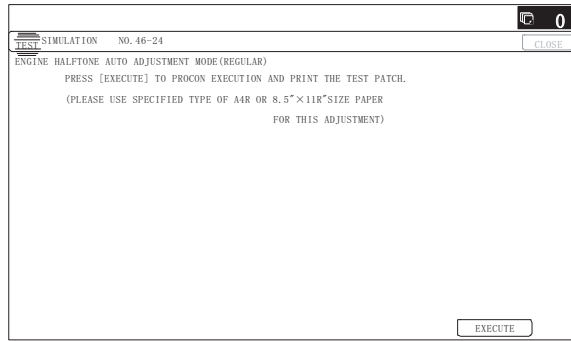 0
TEST SIMULATION NO.46-24
CLOSE
ENGINE HALFTONE AUTO ADJUSTMENT MODE(REGULAR)
PRESS [EXECUTE] TO PROCON EXECUTION AND PRINT THE TEST PATCH.
(PLEASE USE SPECIFIED TYPE OF A4R OR 8.5"×11R"SIZE PAPER
FOR THIS ADJUSTMENT)
EXECUTE